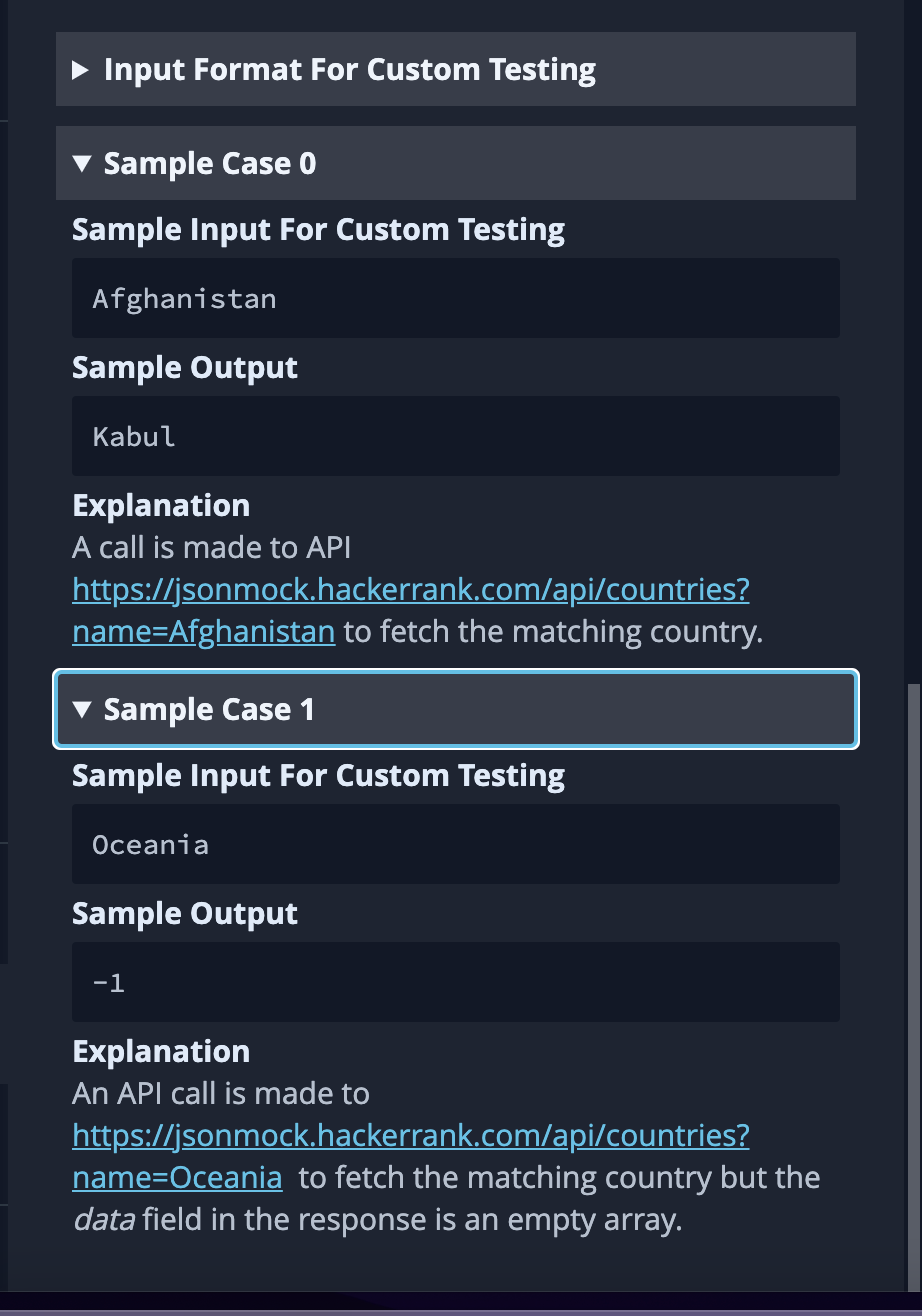 Input Format For Custom Testing
Sample Case 0
Sample Input For Custom Testing
Afghanistan
Sample Output
Kabul
Explanation
A call is made to API
https://jsonmock.hackerrank.com/api/countries?
name=Afghanistan to fetch the matching country.
Sample Case 1
Sample Input For Custom Testing
Oceania
Sample Output
-1
Explanation
An API call is made to
https://jsonmock.hackerrank.com/api/countries?
name=Oceania to fetch the matching country but the
data field in the response is an empty array.